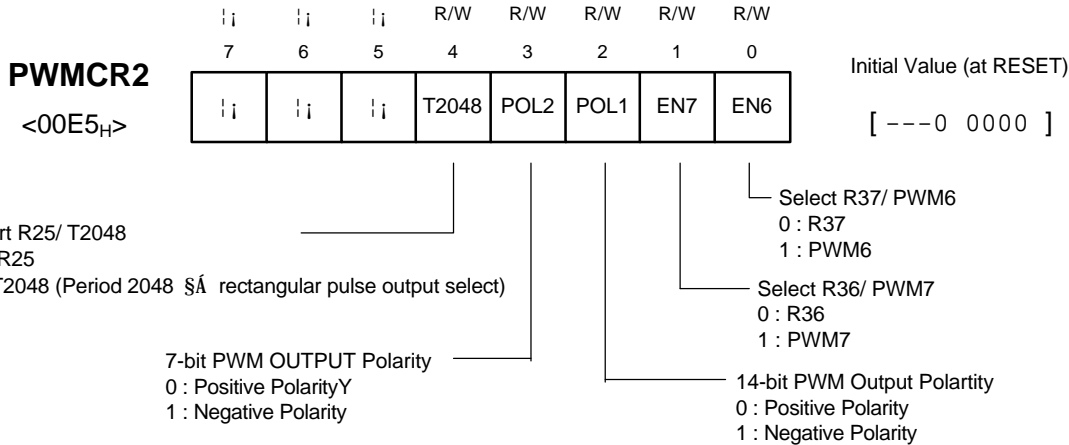 ¦¡ ¦¡ ¦¡ R/W R/W R/W R/W R/W
7 6 5 4 3 2 1 0
PWMCR2
<00E5H>
¦¡ ¦¡ ¦¡ T2048 POL2 POL1 EN7 EN6
Initial Value (at RESET)
[ ---0 0000 ]
Select R37/ PWM6
0 : R37
1 : PWM6
rt R25/ T2048
R25
T2048 (Period 2048 §Á rectangular pulse output select)
Select R36/ PWM7
0 : R36
1 : PWM7
7-bit PWM OUTPUT Polarity
0 : Positive PolarityY
1 : Negative Polarity
14-bit PWM Output Polartity
0 : Positive Polarity
1 : Negative Polarity